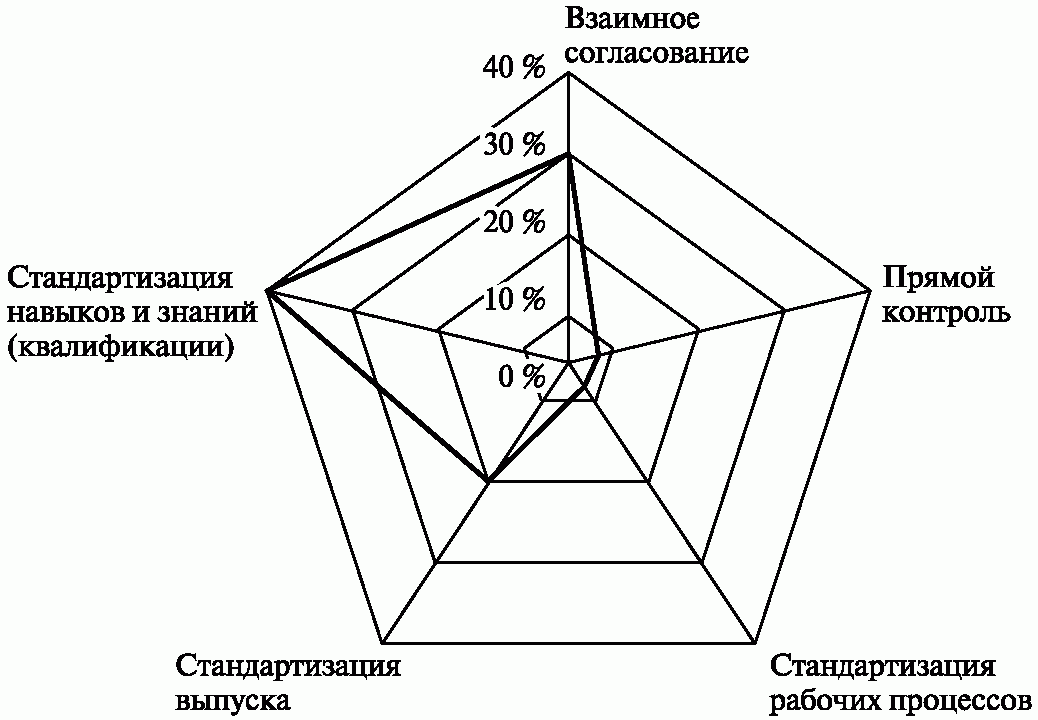 Взаимное
согласование
40 %
30 %
20 %
10 %
0 %
Стандартизация
навыков и знаний
(квалификации)
Прямой
контроль
Стандартизация
выпуска
Стандартизация
рабочих процессов